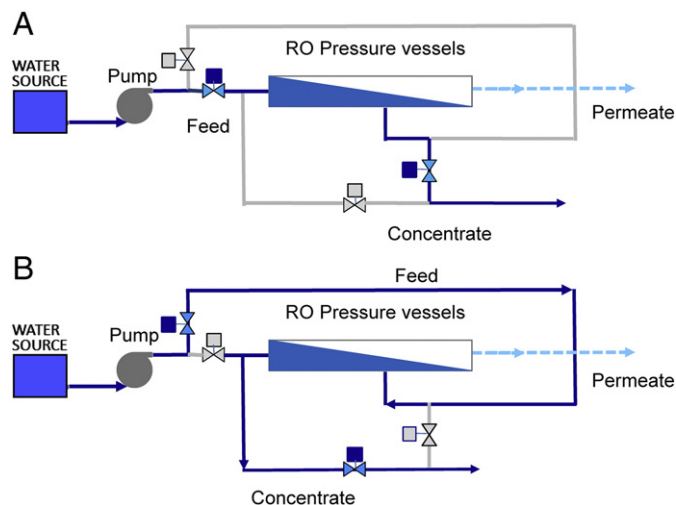 A
RO Pressure vessels
WATER
SOURCE
Pump
Permeate
Feed
Concentrate
B
Feed
RO Pressure vessels
WATER
SOURCE
Pump
Permeate
Concentrate